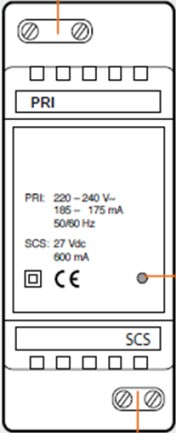 PRI
PRI: 220 – 240 V~
185 – 175 mA
50/60 Hz
SCS: 27 Vdc
600 mA
CE
SCS